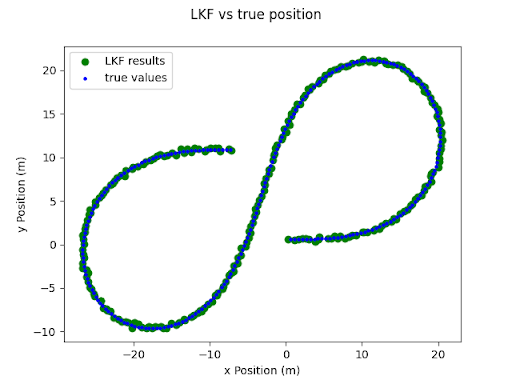 LKF vs true position
LKF results
true values
y Position (m)
20
15
10
5
0
−5
−10
−20
−10
0
10
20
x Position (m)